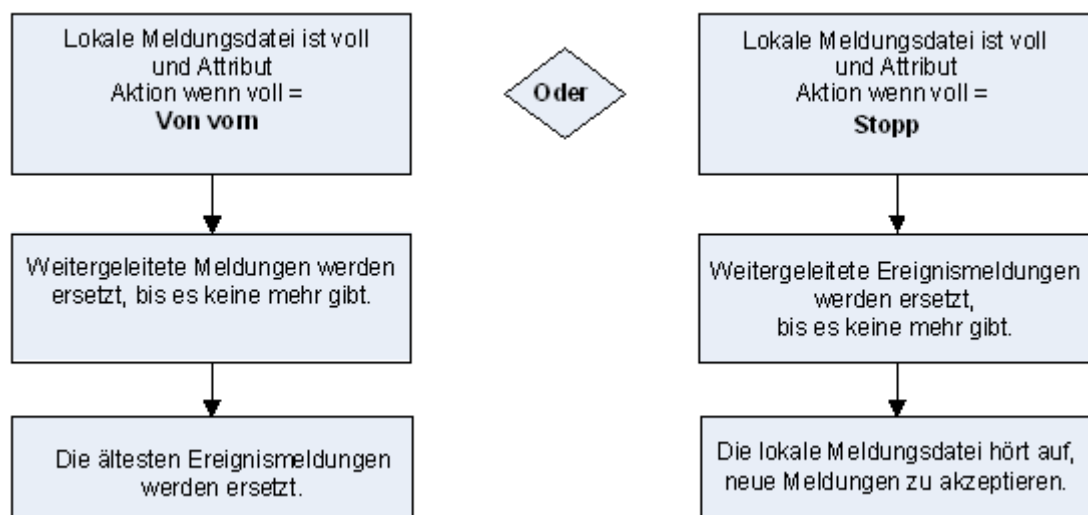 Lokale Meldungsdatei ist voll
und Attribut
Aktion wenn voll =
Von vorn
Weitergeleitete Meldungen werden
ersetzt, bis es keine mehr gibt.
Die ältesten Ereignismeldungen
werden ersetzt.
Oder
Lokale Meldungsdatei ist voll
und Attribut
Aktion wenn voll =
Stopp
Weitergeleitete Ereignismeldungen
werden ersetzt,
bis es keine mehr gibt.
Die lokale Meldungsdatei hört auf,
neue Meldungen zu akzeptieren.